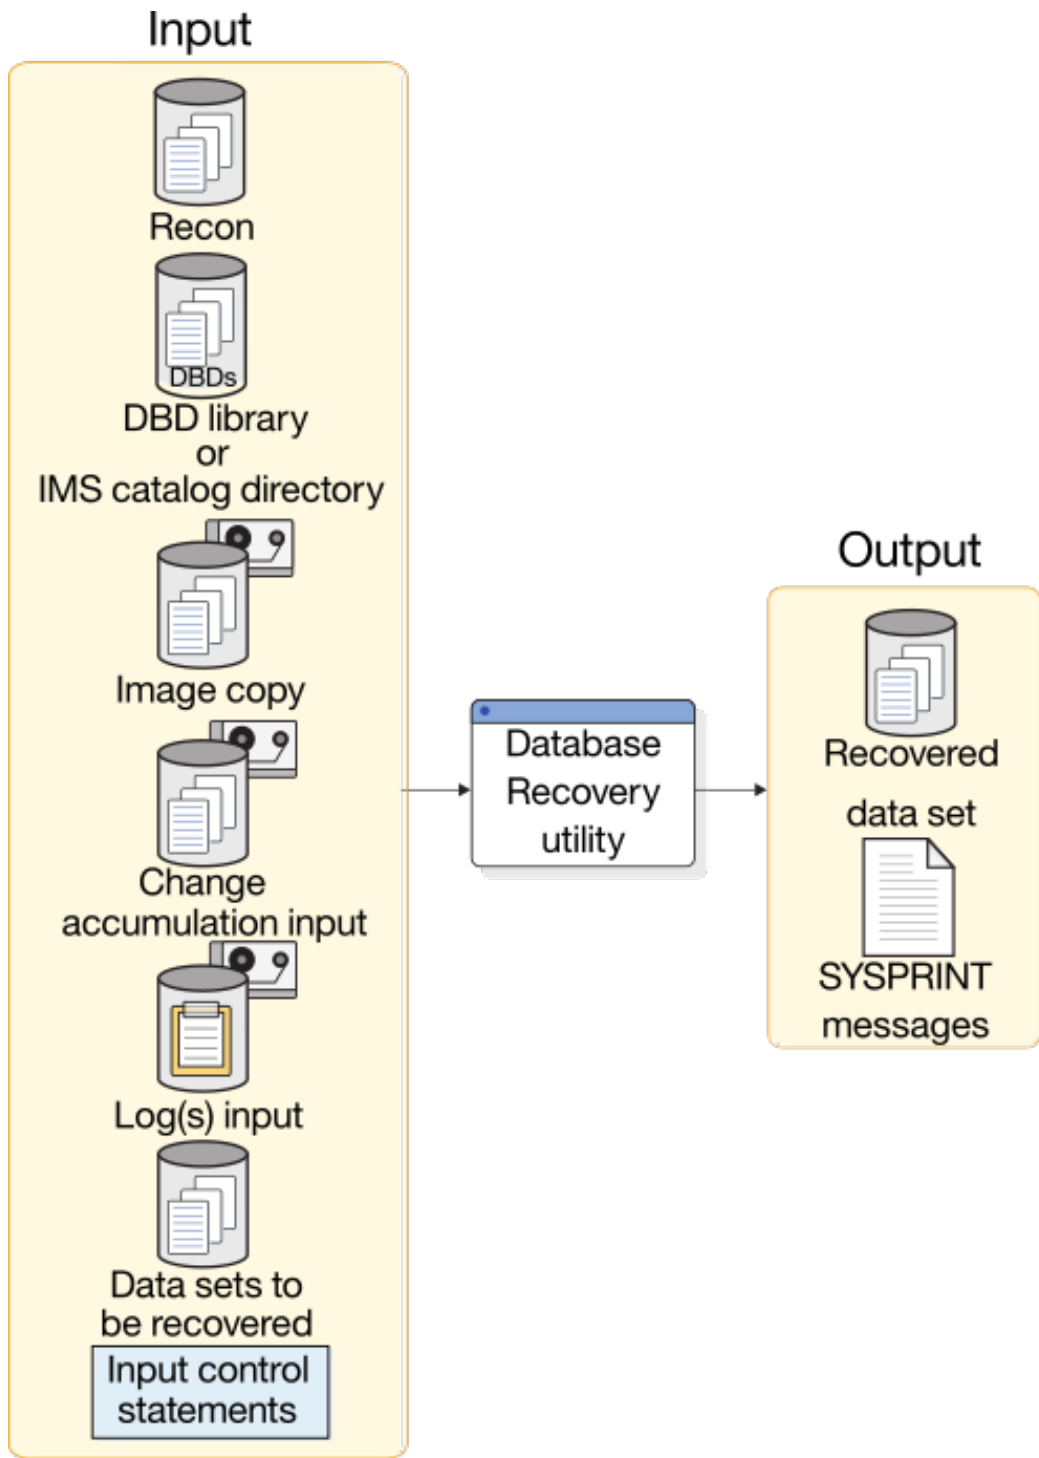 Input
Recon
DBDs
DBD library
or
IMS catalog directory
Image copy
Change
accumulation input
Log(s) input
Data sets to
be recovered
Input control
statements
Database
Recovery
utility
Output
Recovered
data set
SYSPRINT
messages